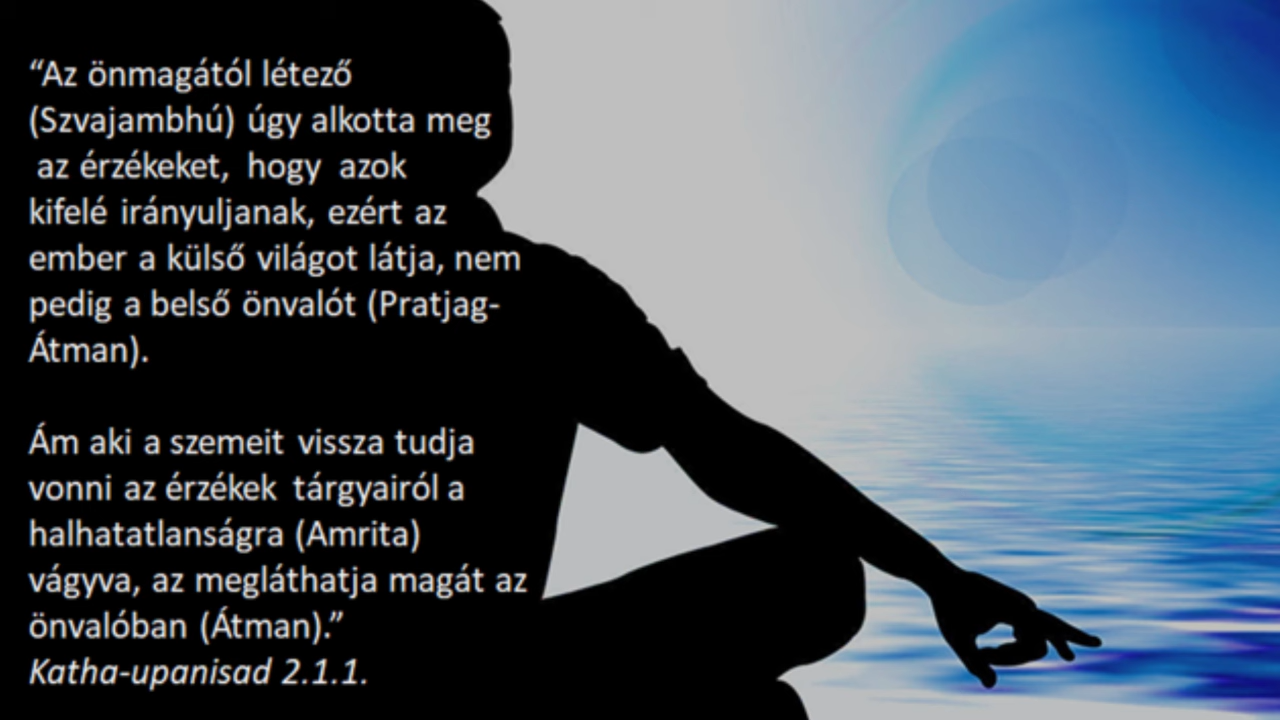 “Az önmagától létező
(Szvajambhú) úgy alkotta meg
az érzékeket, hogy azok
kifelé irányuljanak, ezért az
ember a külső világot látja, nem
pedig a belső önvalót (Pratjag-
Átman).
Ám aki a szemeit vissza tudja
vonni az érzékek tárgyairól a
halhatatlanságra (Amrita)
vágyva, az megláthatja magát az
önvalóban (Átman).”
Katha-upanisad 2.1.1.